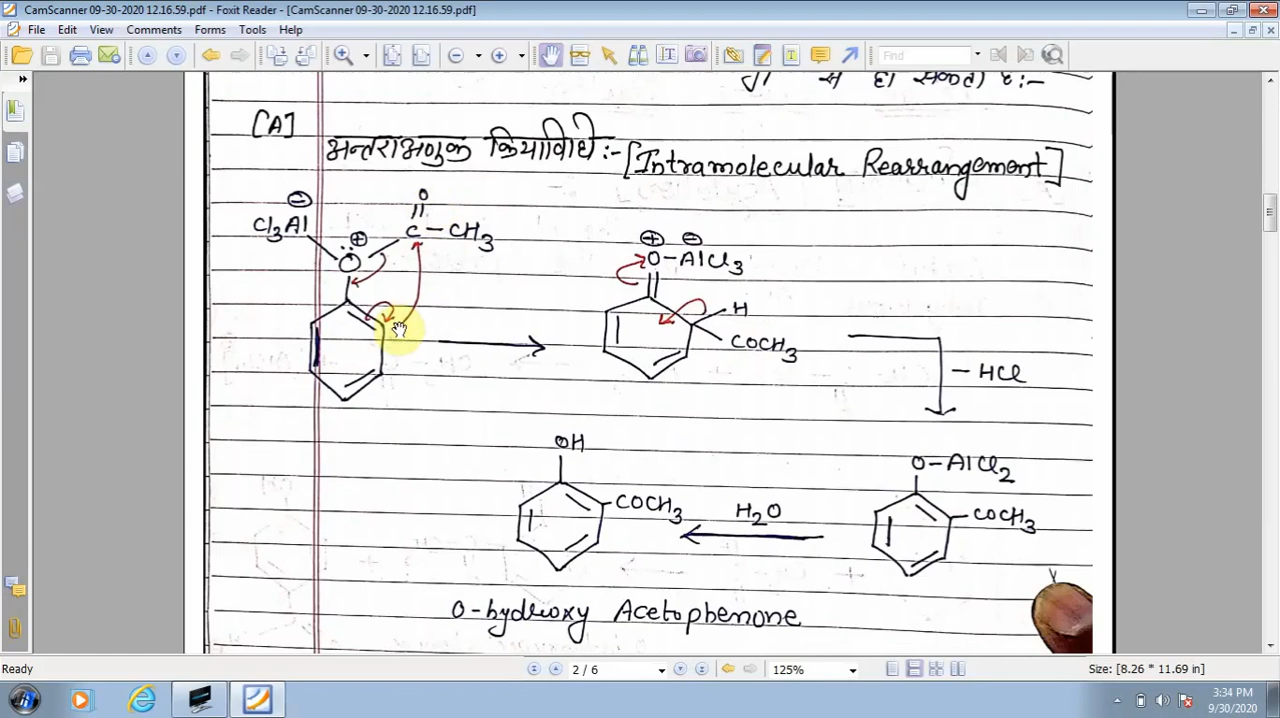 CamScanner 09-30-2020 12.16.59.pdf - Foxit Reader - [CamScanner 09-30-2020 12.16.59.pdf]
File Edit View Comments Forms Tools Help
Find
[A]
अन्तराअणुक क्रियाविधि:- [Intramolecular Rearrangement]
⊖ O
Cl3Al ⊕ C-CH3
O
⊕ ⊖
O-AlCl3
H
COCH3
- HCl
OH
COCH3
H2O
O-AlCl2
COCH3
O-hydroxy Acetophenone
2 / 6
125%
Size: [8.26 * 11.69 in]
Ready
3:34 PM
9/30/2020